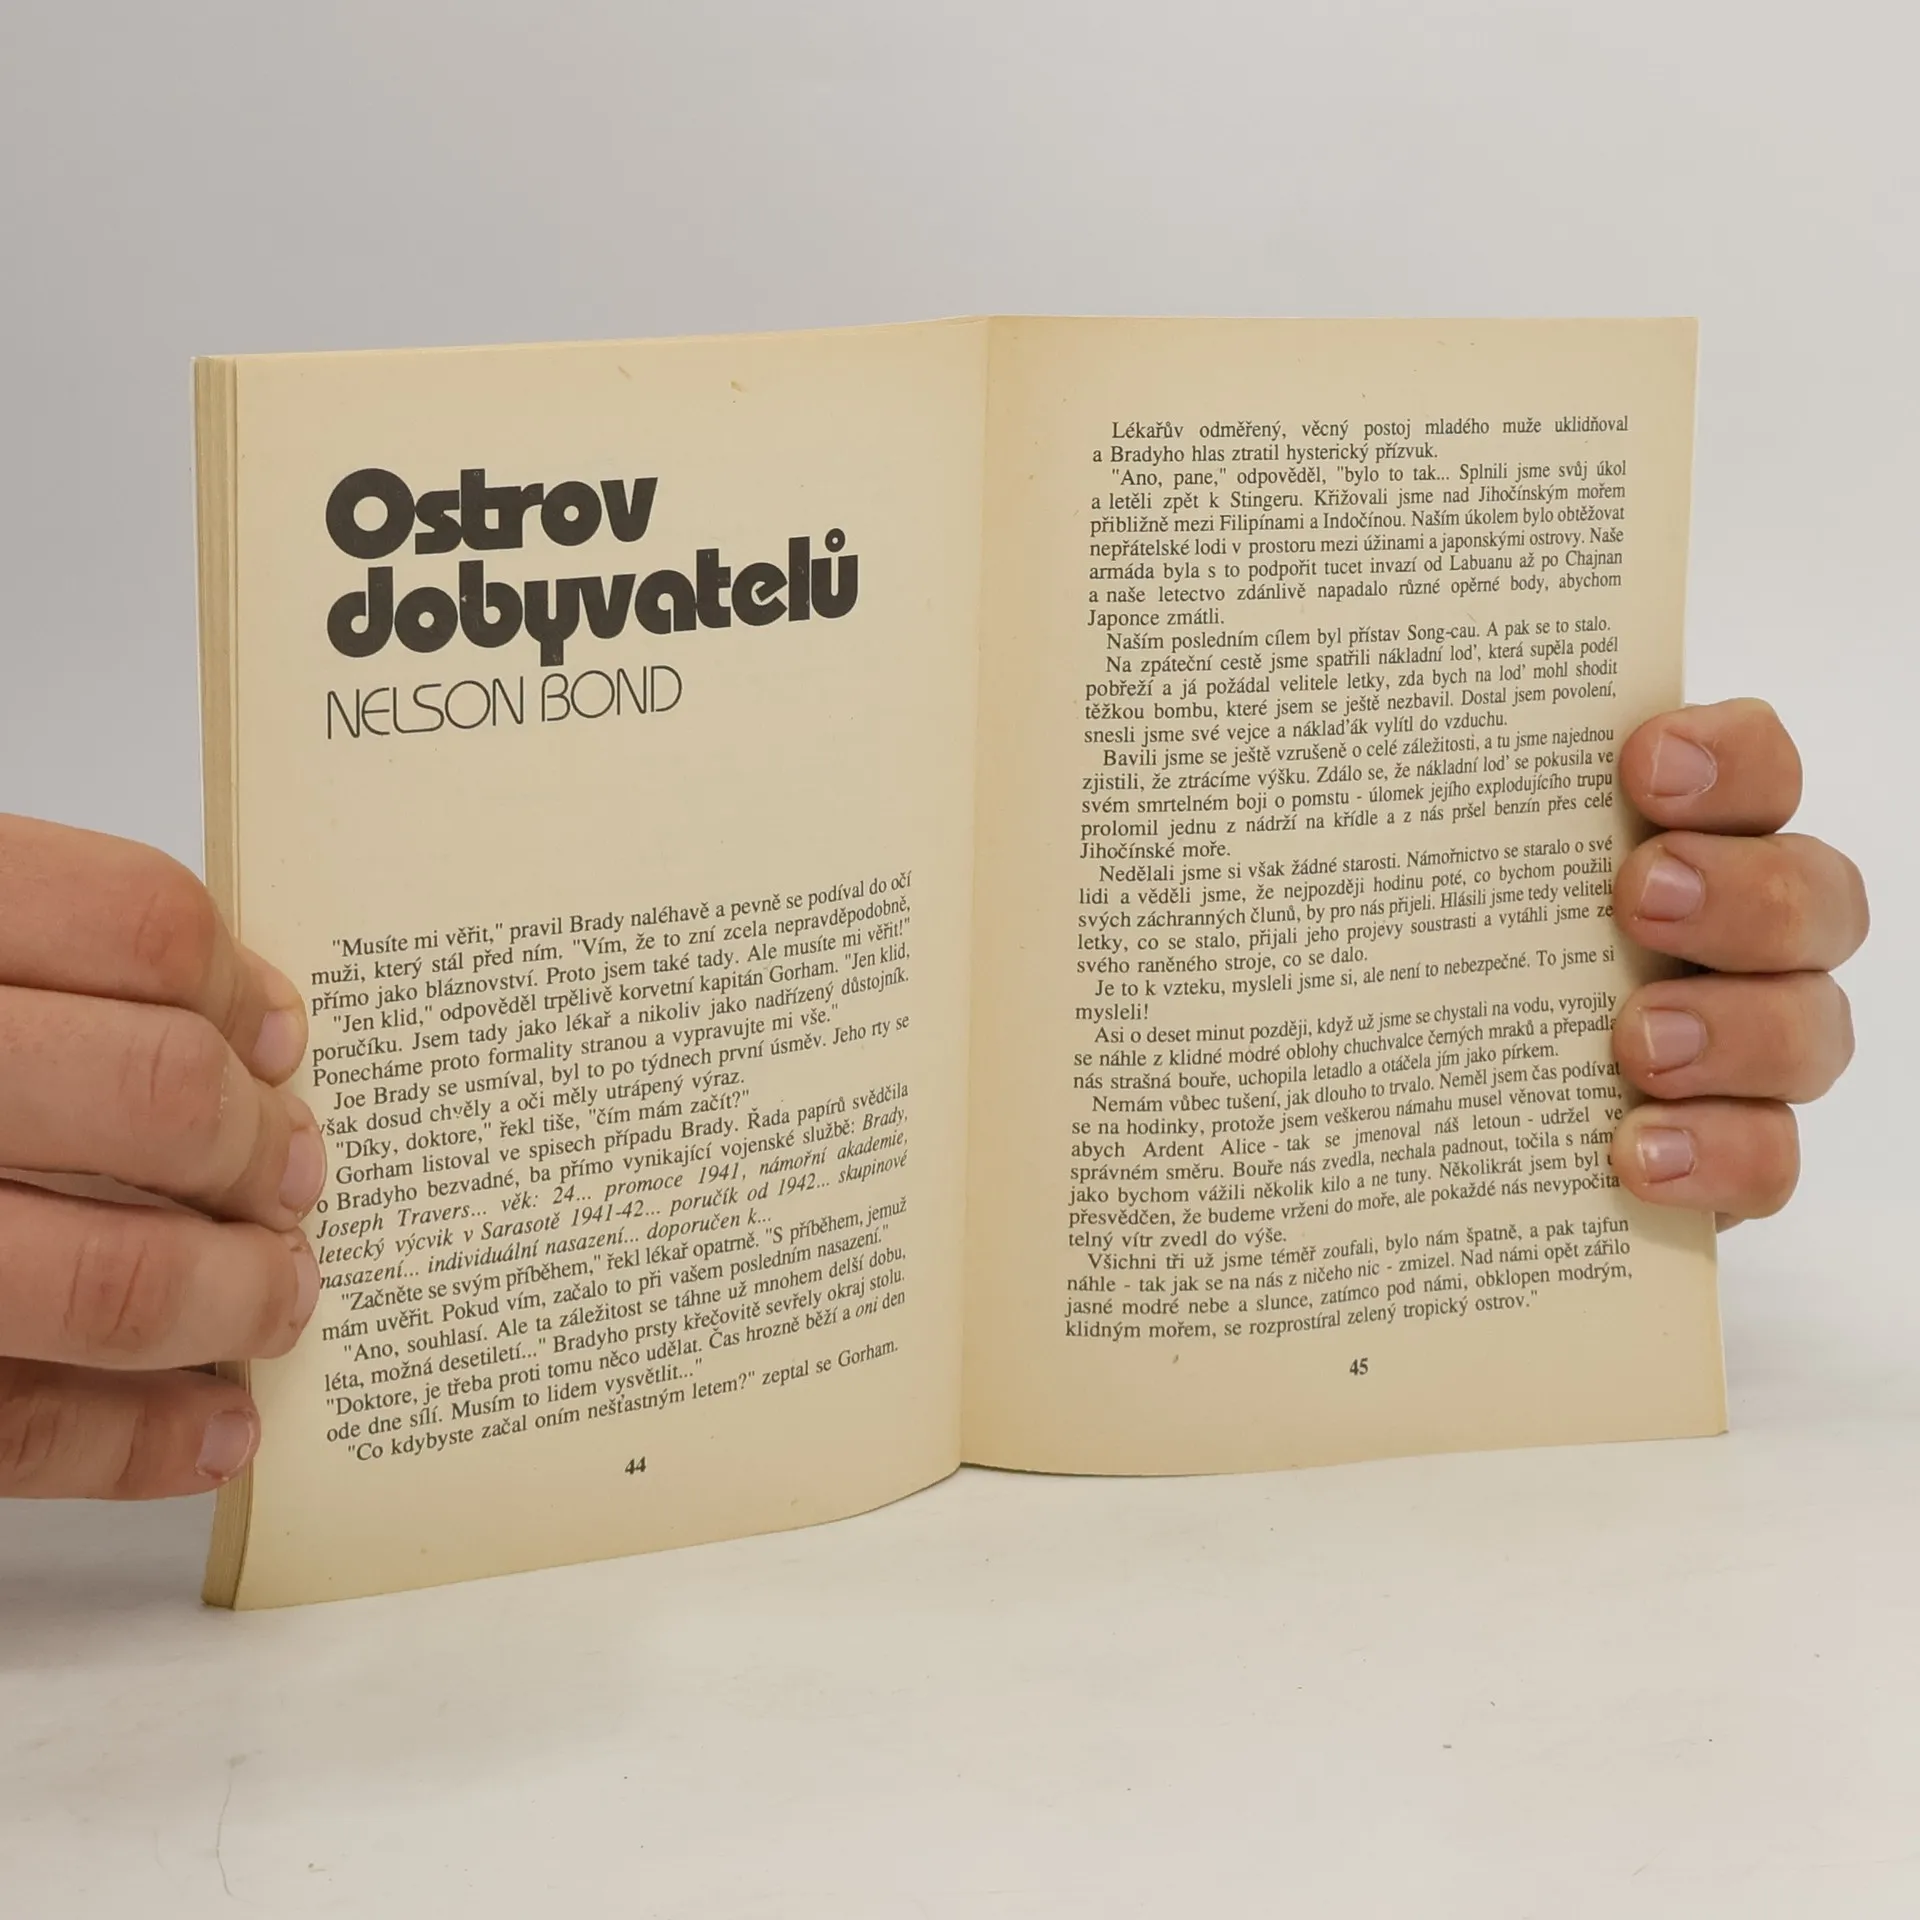 Ostrov
dobyvatelů
NELSON BOND
"Musíte mi věřit," pravil Brady naléhavě a pevně se podíval do očí
muži, který stál před ním, "Vím, že to zní zcela nepravděpodobně,
přímo jako bláznovství. Proto jsem také tady. Ale musíte mi věřit!"
"Jen klid," odpověděl trpělivě korvetní kapitán Gorham. "Jen klid,
poručíku. Jsem tady jako lékař a nikoliv jako nadřízený důstojník.
Ponecháme proto formality stranou a vypravujte mi vše."
Joe Brady se usmíval, byl to po týdnech první úsměv. Jeho rty se
však dosud chvěly a oči měly utrápený výraz.
"Díky, doktore," řekl tiše, "čím mám začít?"
Gorham listoval ve spisech případu Brady. Řada papírů svědčila
o Bradyho bezvadné, ba přímo vynikající vojenské službě: Brady,
Joseph Travers... věk: 24... promoce 1941, námořní akademie,
letecký výcvik v Sarasotě 1941-42... poručík od 1942... skupinové
nasazení... individuální nasazení... doporučen k...
"Začněte se svým příběhem," řekl lékař opatrně. "S příběhem, jemuž
mám uvěřit. Pokud vím, začalo to při vašem posledním nasazení."
"Ano, souhlasí. Ale ta záležitost se táhne už mnohem delší dobu,
léta, možná desetiletí..." Bradyho prsty křečovitě sevřely okraj stolu.
"Doktore, je třeba proti tomu něco udělat. Čas hrozně běží a oni den
ode dne sílí. Musím to lidem vysvětlit..."
"Co kdybyste začal oním nešťastným letem?" zeptal se Gorham.
44
Lékařův odměřený, věcný postoj mladého muže uklidňoval
a Bradyho hlas ztratil hysterický přízvuk.
"Ano, pane," odpověděl, "bylo to tak... Splnili jsme svůj úkol
a letěli zpět k Stingeru. Křižovali jsme nad Jihočínským mořem
přibližně mezi Filipínami a Indočínou. Naším úkolem bylo obtěžovat
nepřátelské lodi v prostoru mezi úžinami a japonskými ostrovy. Naše
armáda byla s to podpořit tucet invazí od Labuanu až po Chajnan
a naše letectvo zdánlivě napadalo různé opěrné body, abychom
Japonce zmátli.
Naším posledním cílem byl přístav Song-cau. A pak se to stalo.
Na zpáteční cestě jsme spatřili nákladní loď, která supěla podél
pobřeží a já požádal velitele letky, zda bych na loď mohl shodit
těžkou bombu, které jsem se ještě nezbavil. Dostal jsem povolení,
snesli jsme své vejce a náklaďák vylítl do vzduchu.
Bavili jsme se ještě vzrušeně o celé záležitosti, a tu jsme najednou
zjistili, že ztrácíme výšku. Zdálo se, že nákladní loď se pokusila ve
svém smrtelném boji o pomstu - úlomek jejího explodujícího trupu
prolomil jednu z nádrží na křídle a z nás pršel benzín přes celé
Jihočínské moře.
Nedělali jsme si však žádné starosti. Námořnictvo se staralo o své
lidi a věděli jsme, že nejpozději hodinu poté, co bychom použili
svých záchranných člunů, by pro nás přijeli. Hlásili jsme tedy veliteli
letky, co se stalo, přijali jeho projevy soustrasti a vytáhli jsme ze
svého raněného stroje, co se dalo.
Je to k vzteku, mysleli jsme si, ale není to nebezpečné. To jsme si
mysleli!
Asi o deset minut později, když už jsme se chystali na vodu, vyrojily
se náhle z klidné modré oblohy chuchvalce černých mraků a přepadla
nás strašná bouře, uchopila letadlo a otáčela jím jako pírkem.
Nemám vůbec tušení, jak dlouho to trvalo. Neměl jsem čas podívat
se na hodinky, protože jsem veškerou námahu musel věnovat tomu,
abych Ardent Alice - tak se jmenoval náš letoun - udržel ve
správném směru. Bouře nás zvedla, nechala padnout, točila s námi
jako bychom vážili několik kilo a ne tuny. Několikrát jsem byl
přesvědčen, že budeme vrženi do moře, ale pokaždé nás nevypočita
telný vítr zvedl do výše.
Všichni tři už jsme téměř zoufali, bylo nám špatně, a pak tajfun
náhle - tak jak se na nás z ničeho nic - zmizel. Nad námi opět zářilo
jasné modré nebe a slunce, zatímco pod námi, obklopen modrým,
klidným mořem, se rozprostíral zelený tropický ostrov."
45